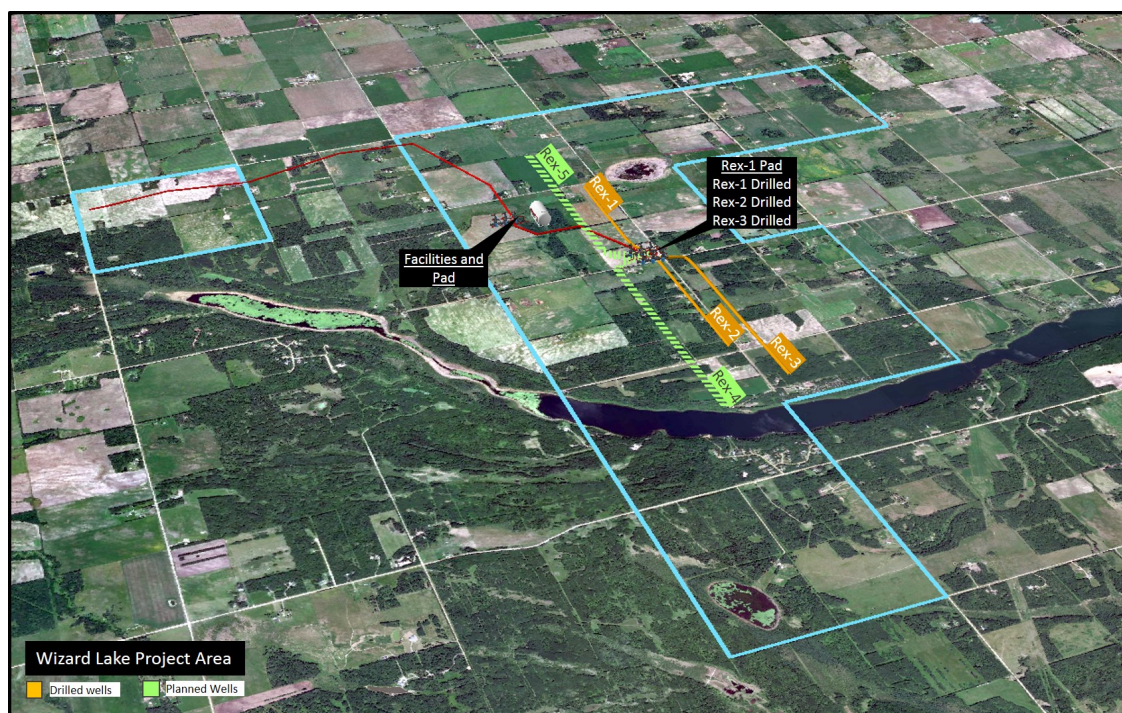 Rex-5
Rex-1
Rex-1 Pad
Rex-1 Drilled
Rex-2 Drilled
Rex-3 Drilled
Facilities and
Pad
Rex-2
Rex-3
Rex-4
Wizard Lake Project Area
Drilled wells
Planned Wells